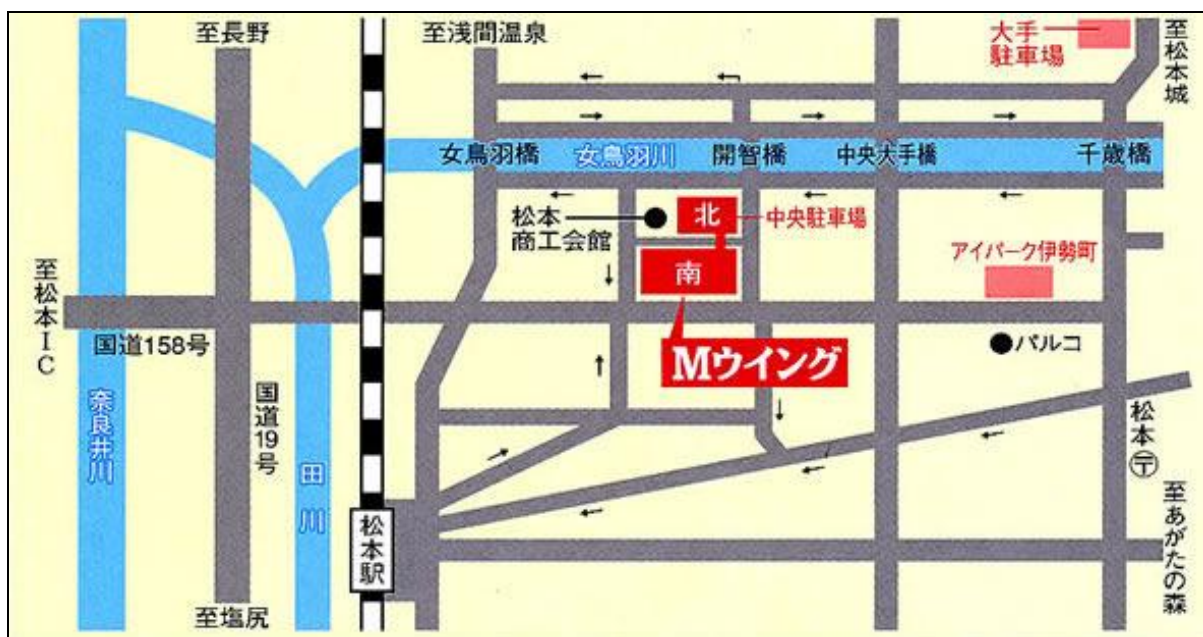 至長野
至浅間温泉
大手
駐車場
至松本城
女鳥羽橋
女鳥羽川
開智橋
中央大手橋
千歳橋
松本
商工会館
北
中央駐車場
南
アイパーク伊勢町
至松本IC
国道158号
Mウイング
パルコ
奈良井川
国道19号
田川
松本駅
松本〒
至あがたの森
至塩尻